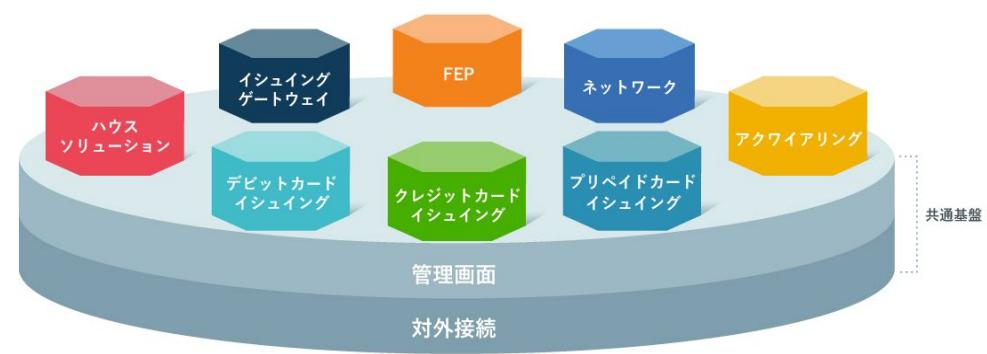 FEP
イシュイング
ゲートウェイ
ネットワーク
ハウス
ソリューション
アクワイアリング
デビットカード
イシュイング
クレジットカード
イシュイング
プリペイドカード
イシュイング
共通基盤
管理画面
対外接続